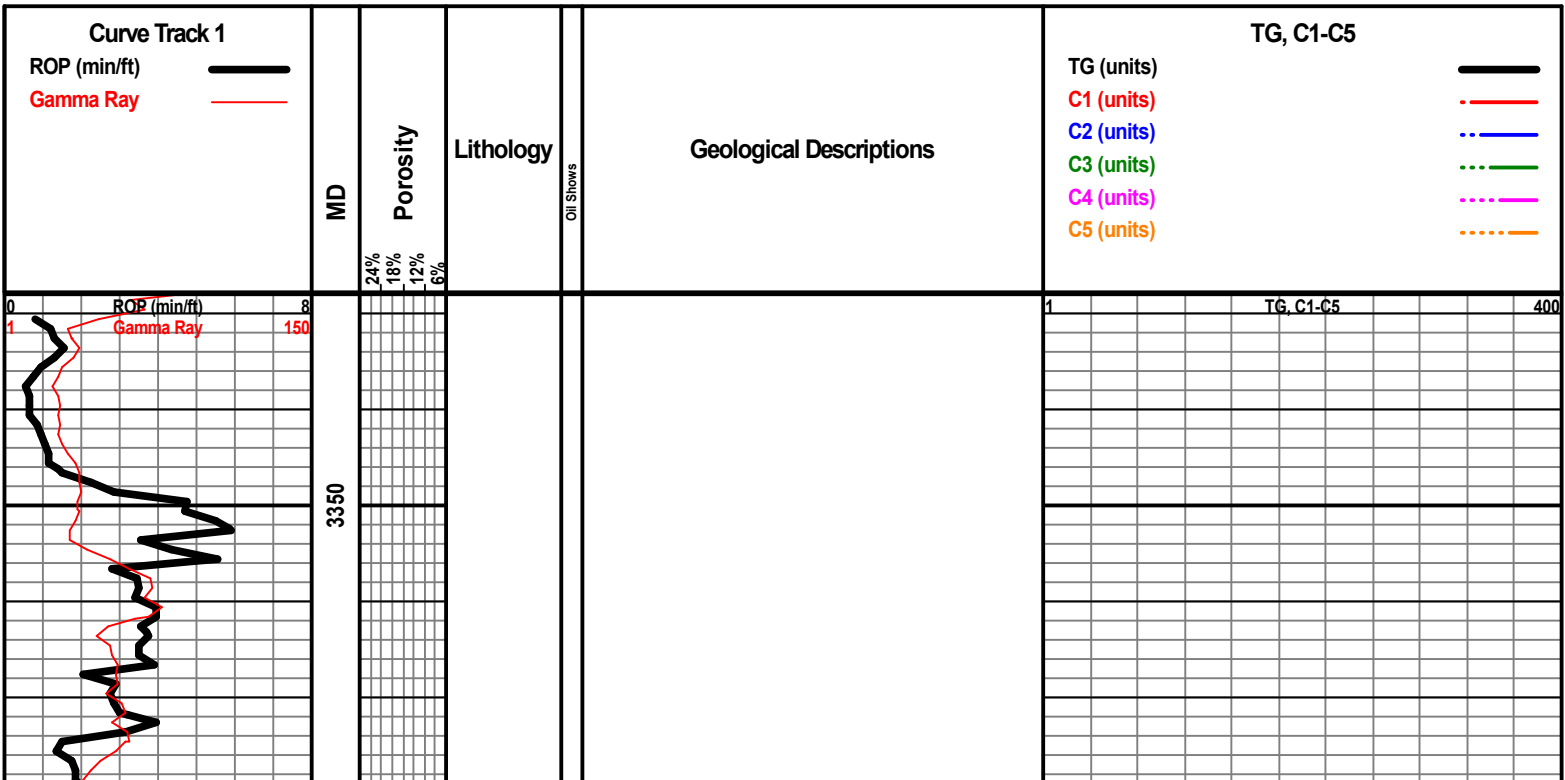 Curve Track 1
ROP (min/ft)
Gamma Ray
MD
Porosity
24%
18%
12%
6%
Lithology
Oil Shows
Geological Descriptions
TG, C1-C5
TG (units)
C1 (units)
C2 (units)
C3 (units)
C4 (units)
C5 (units)
0 ROP (min/ft) 8
1 Gamma Ray 150
1 TG, C1-C5 400
3350